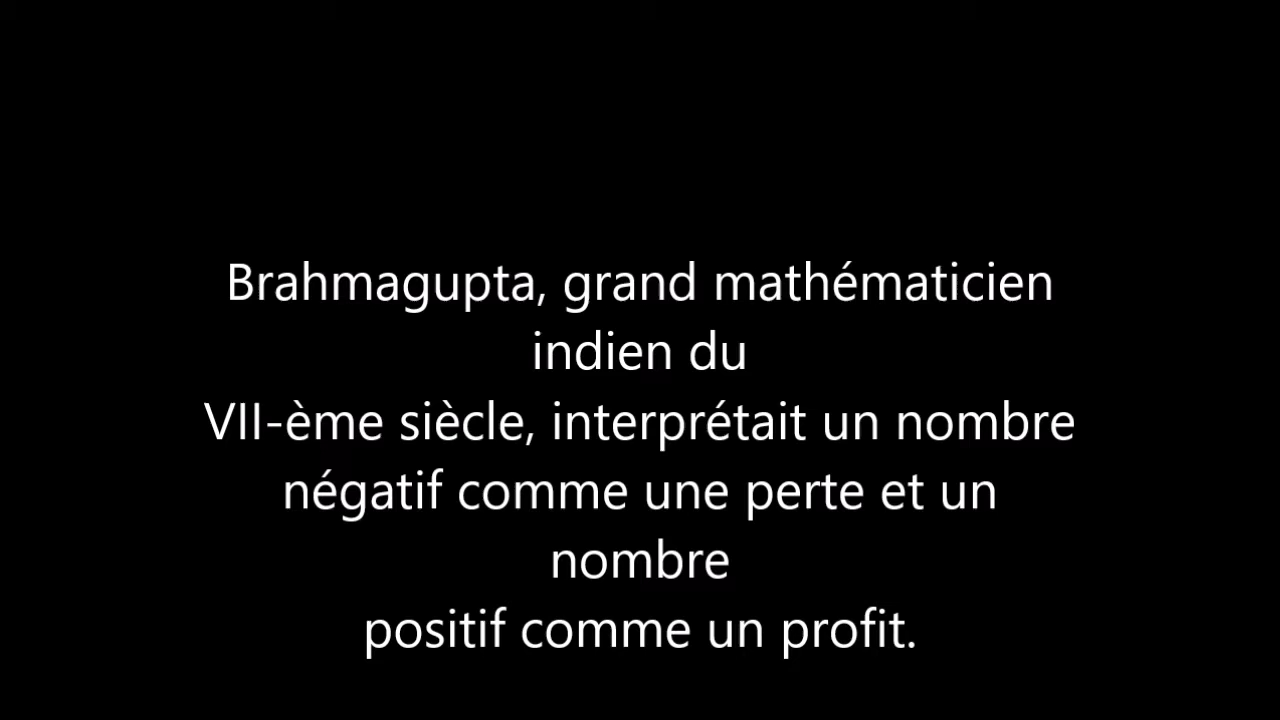 Brahmagupta, grand mathématicien
indien du
VII-ème siècle, interprétait un nombre
négatif comme une perte et un
nombre
positif comme un profit.